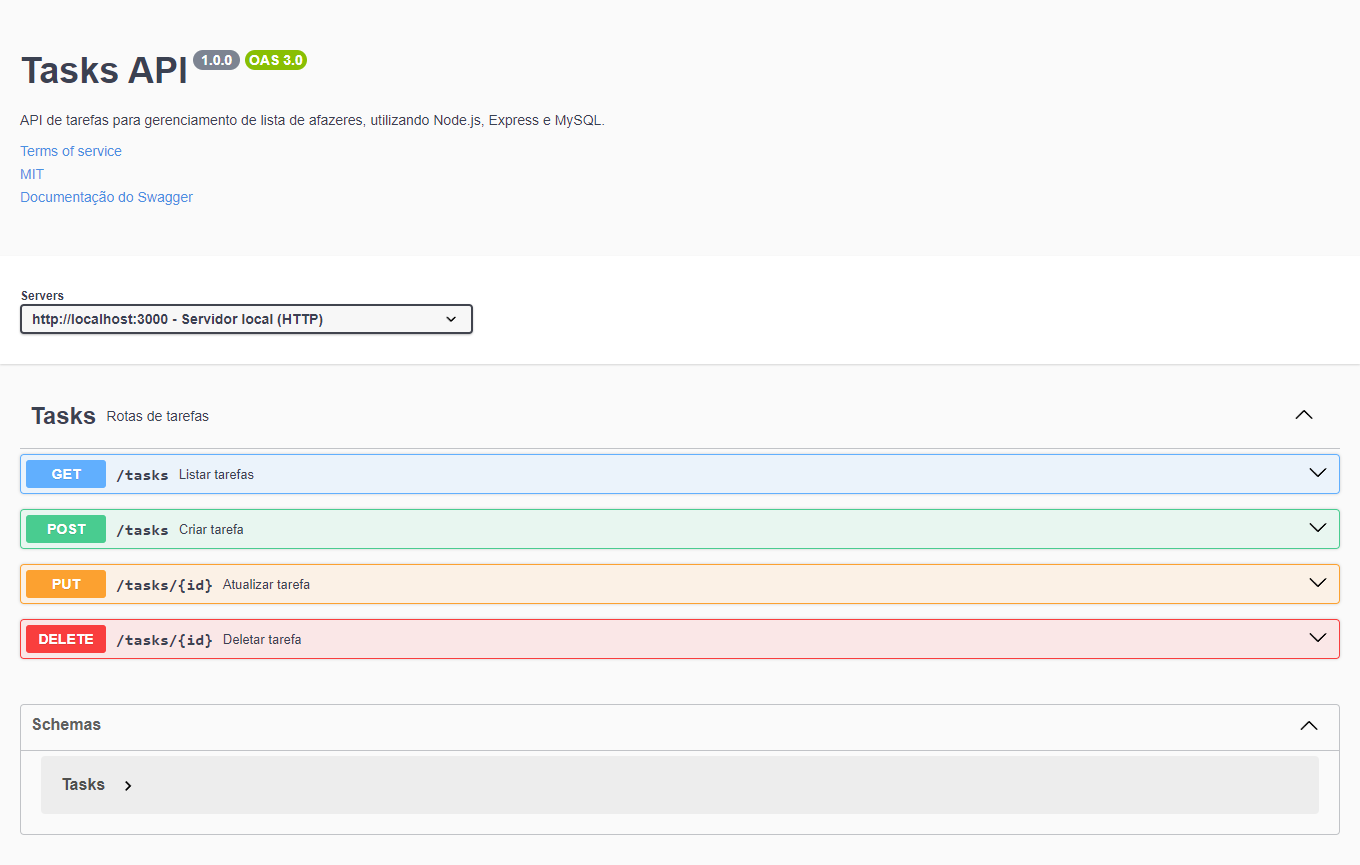 Tasks API 1.0.0 OAS 3.0
API de tarefas para gerenciamento de lista de afazeres, utilizando Node.js, Express e MySQL.
Terms of service
MIT
Documentação do Swagger
Servers
http://localhost:3000 - Servidor local (HTTP)
Tasks Rotas de tarefas
GET /tasks Listar tarefas
POST /tasks Criar tarefa
PUT /tasks/{id} Atualizar tarefa
DELETE /tasks/{id} Deletar tarefa
Schemas
Tasks